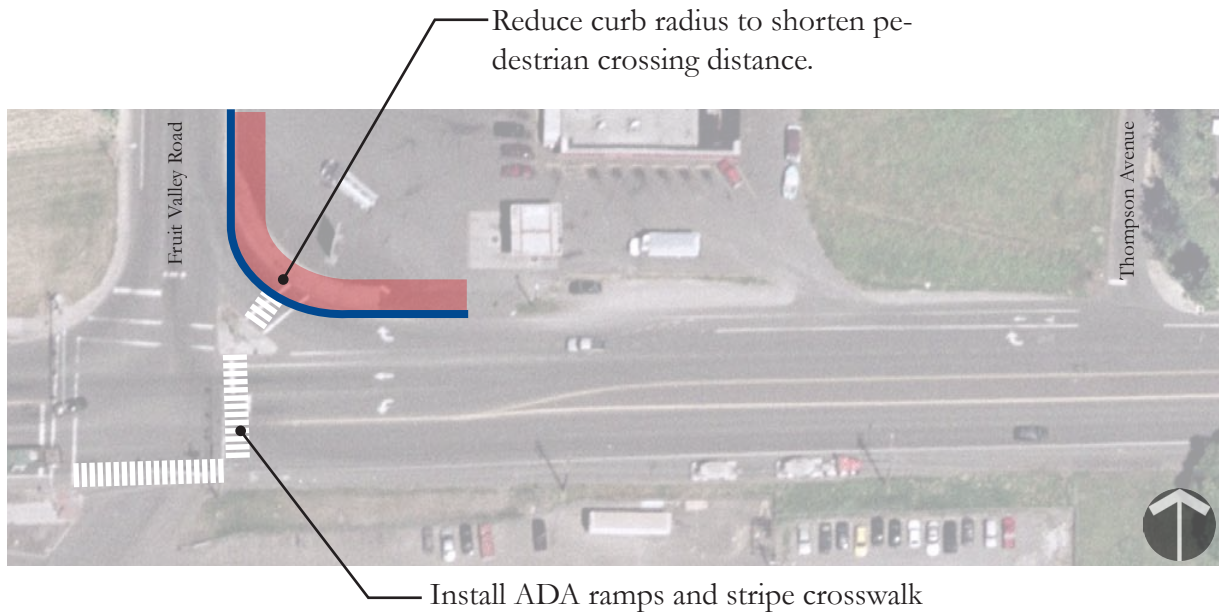 Reduce curb radius to shorten pe-
destrian crossing distance.
Fruit Valley Road
Thompson Avenue
Install ADA ramps and stripe crosswalk